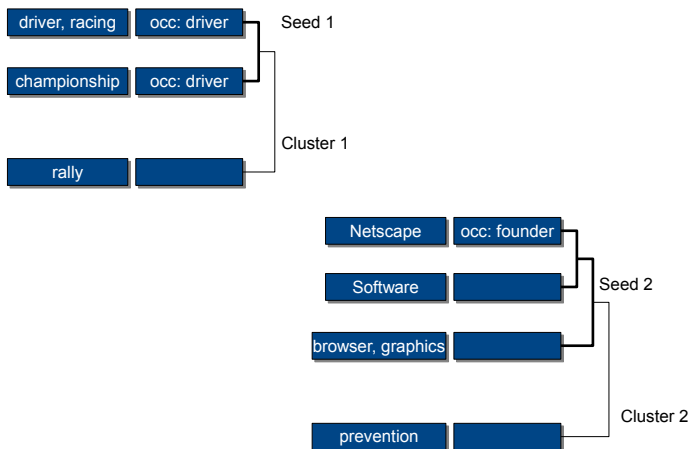 driver, racing occ: driver Seed 1
championship occ: driver
Cluster 1
rally
Netscape occ: founder
Software Seed 2
browser, graphics
Cluster 2
prevention